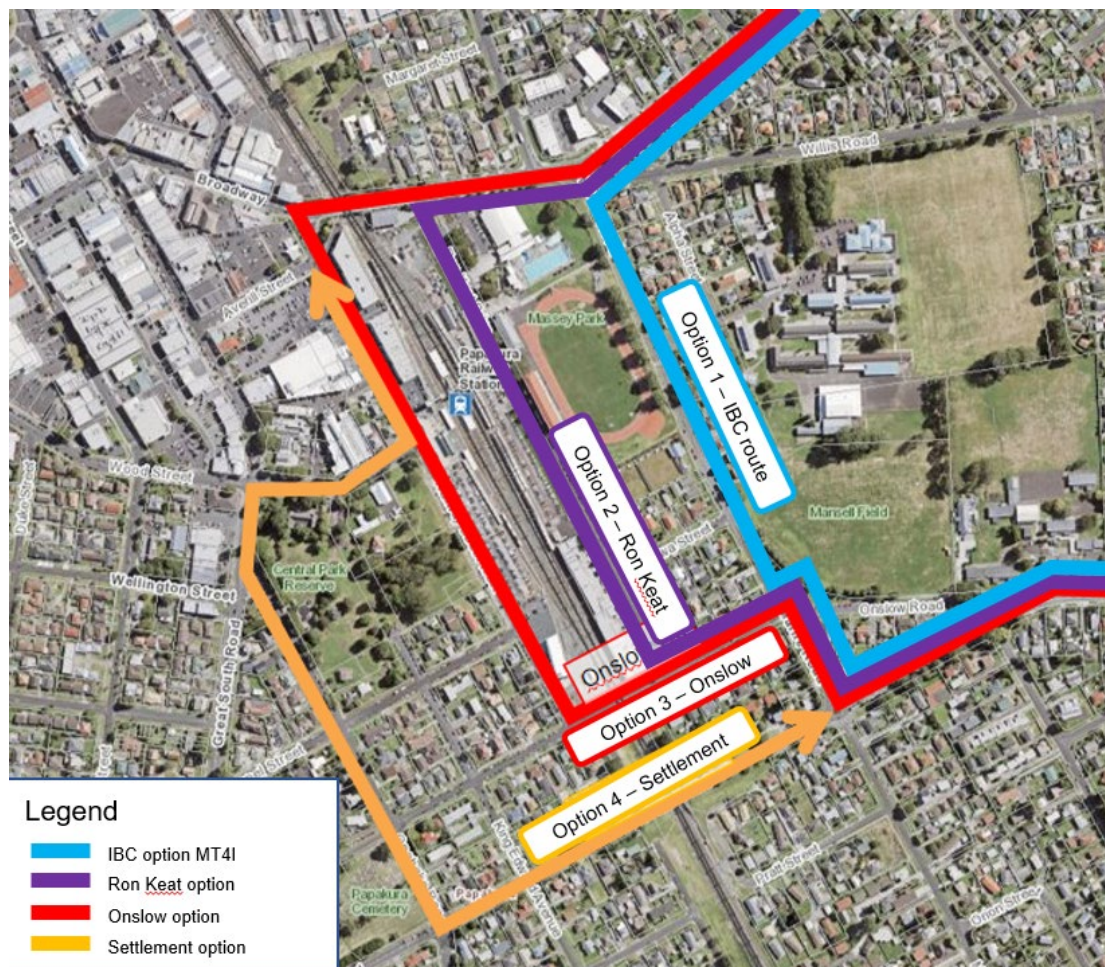 Margaret Street
Willis Road
Broadway
Averill Street
Massey Park
Papakura
Railway
Station
Option 1 – IBC route
Option 2 – Ron Keat
Mansell Field
Wood Street
Duke Street
Central Park
Reserve
Wellington Street
Onslow Road
Onslo
Option 3 – Onslow
Great South Road
Option 4 – Settlement
King Edward Avenue
Pratt Street
Orion Street
Papakura
Cemetery
Legend
IBC option MT4I
Ron Keat option
Onslow option
Settlement option